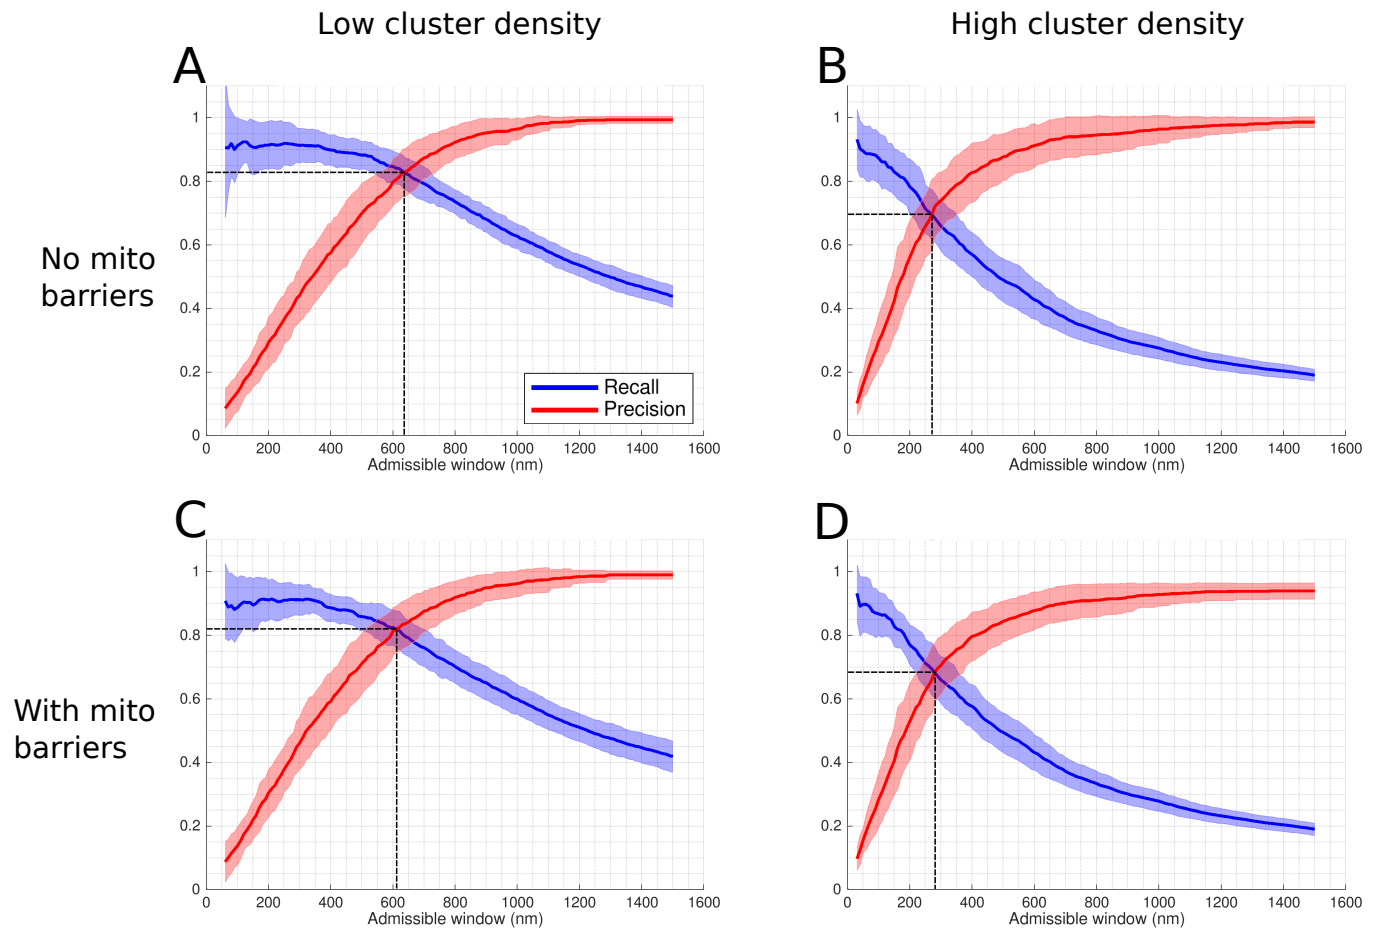 Low cluster density
High cluster density
A
1
0.8
0.6
0.4
0.2
0
0 200 400 600 800 1000 1200 1400 1600
Admissible window (nm)
Recall
Precision
B
1
0.8
0.6
0.4
0.2
0
0 200 400 600 800 1000 1200 1400 1600
Admissible window (nm)
No mito
barriers
C
1
0.8
0.6
0.4
0.2
0
0 200 400 600 800 1000 1200 1400 1600
Admissible window (nm)
D
1
0.8
0.6
0.4
0.2
0
0 200 400 600 800 1000 1200 1400 1600
Admissible window (nm)
With mito
barriers